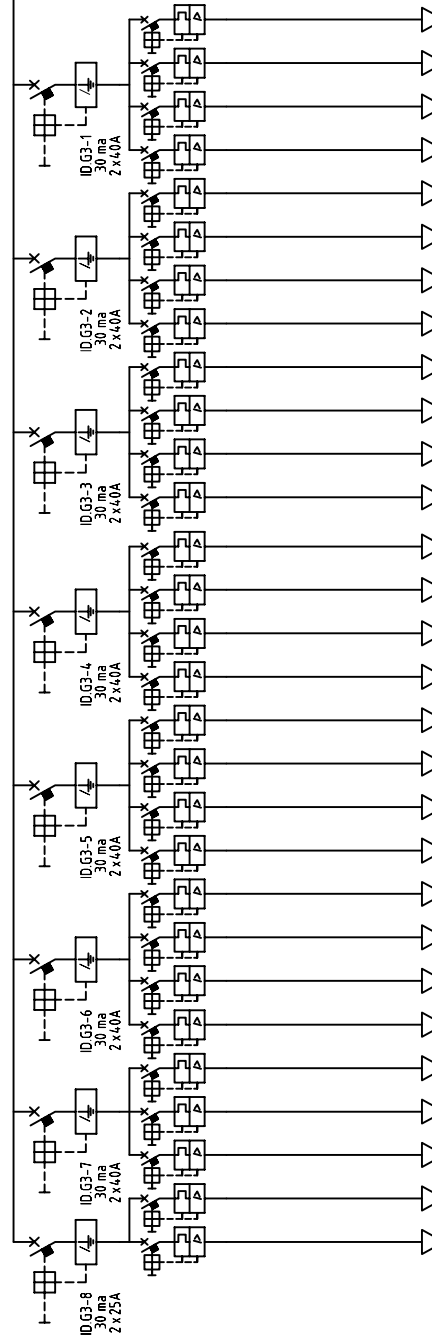 ID.G3-1
30 ma
2x40A
ID.G3-2
30 ma
2x40A
ID.G3-3
30 ma
2x40A
ID.G3-4
30 ma
2x40A
ID.G3-5
30 ma
2x40A
ID.G3-6
30 ma
2x40A
ID.G3-7
30 ma
2x40A
ID.G3-8
30 ma
2x25A